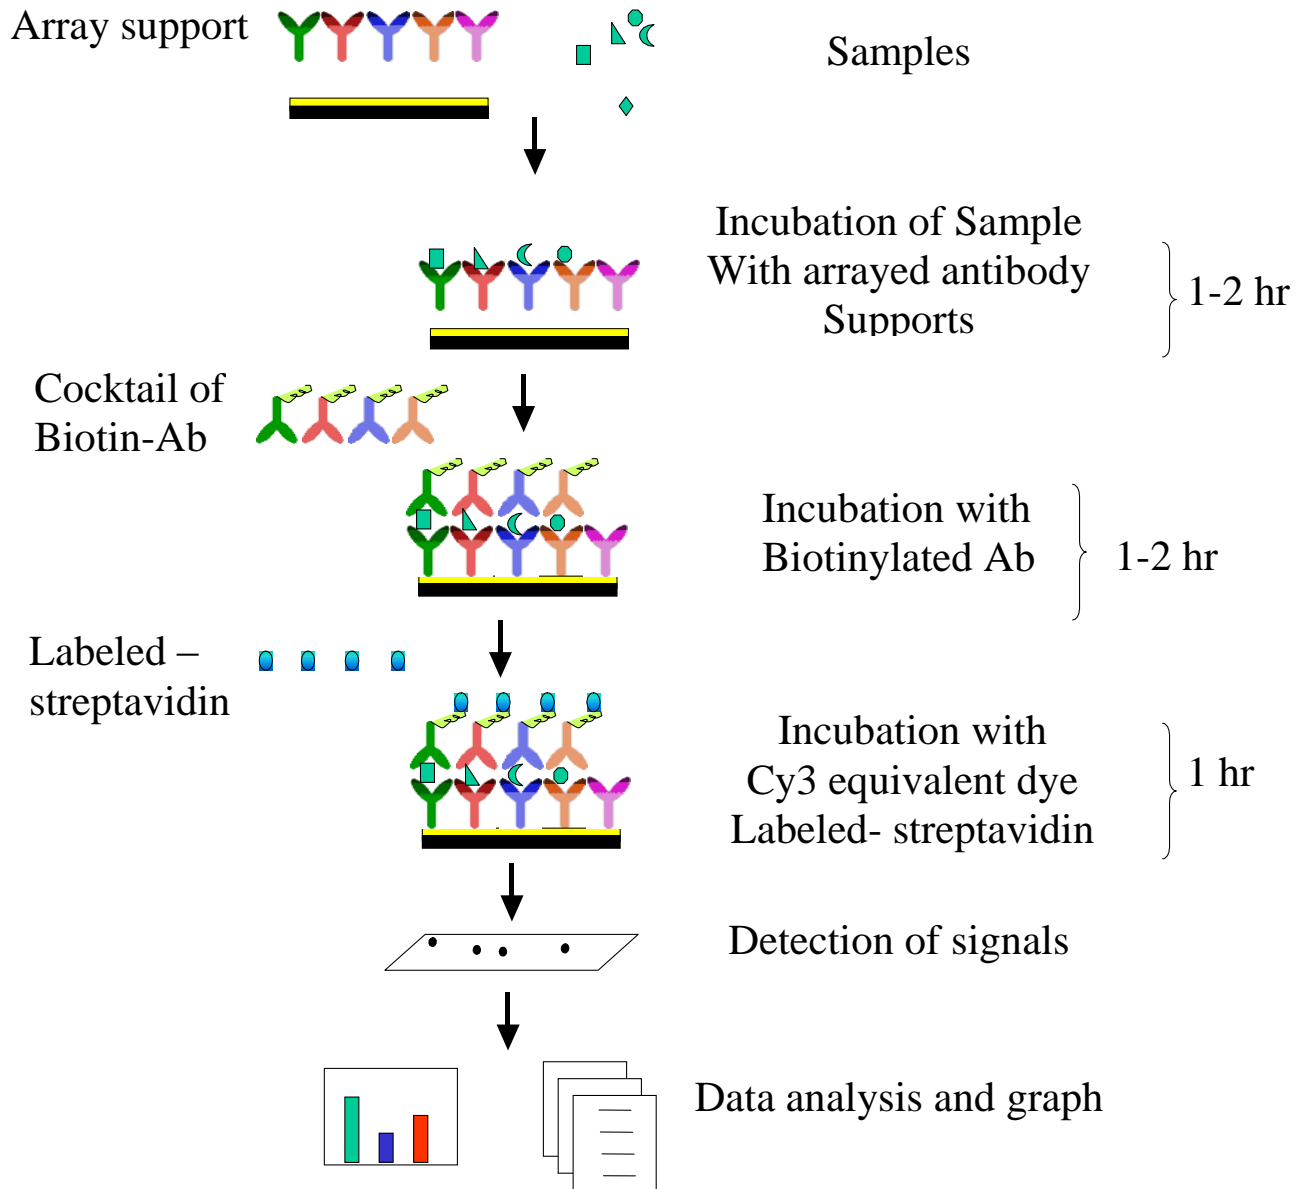 Array support
Samples
Incubation of Sample
With arrayed antibody
Supports
1-2 hr
Cocktail of
Biotin-Ab
Incubation with
Biotinylated Ab
1-2 hr
Labeled –
streptavidin
Incubation with
Cy3 equivalent dye
Labeled- streptavidin
1 hr
Detection of signals
Data analysis and graph